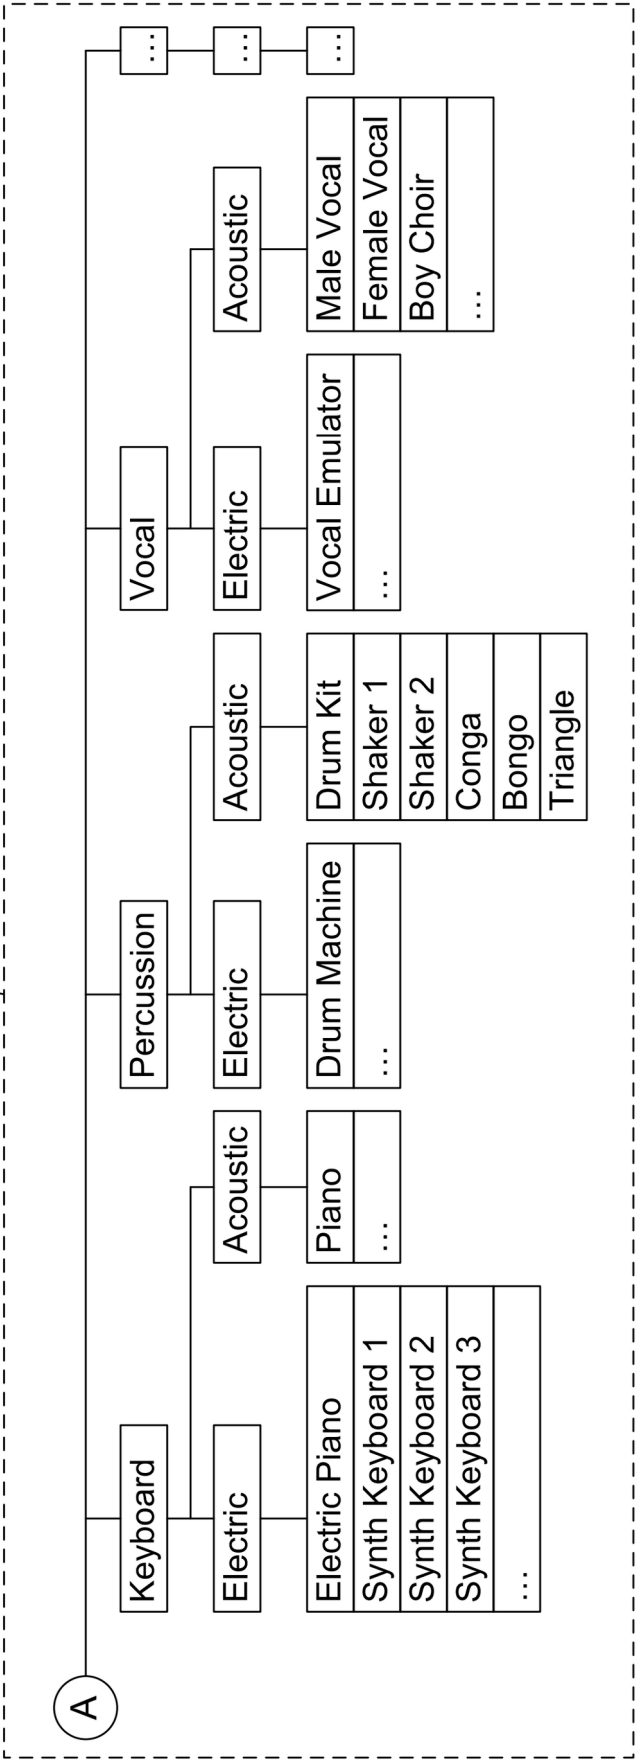 A
Keyboard
Electric
Electric Piano
Synth Keyboard 1
Synth Keyboard 2
Synth Keyboard 3
...
Acoustic
Piano
...
Percussion
Electric
Drum Machine
...
Acoustic
Drum Kit
Shaker 1
Shaker 2
Conga
Bongo
Triangle
Vocal
Electric
Vocal Emulator
...
Acoustic
Male Vocal
Female Vocal
Boy Choir
...
...
...
...